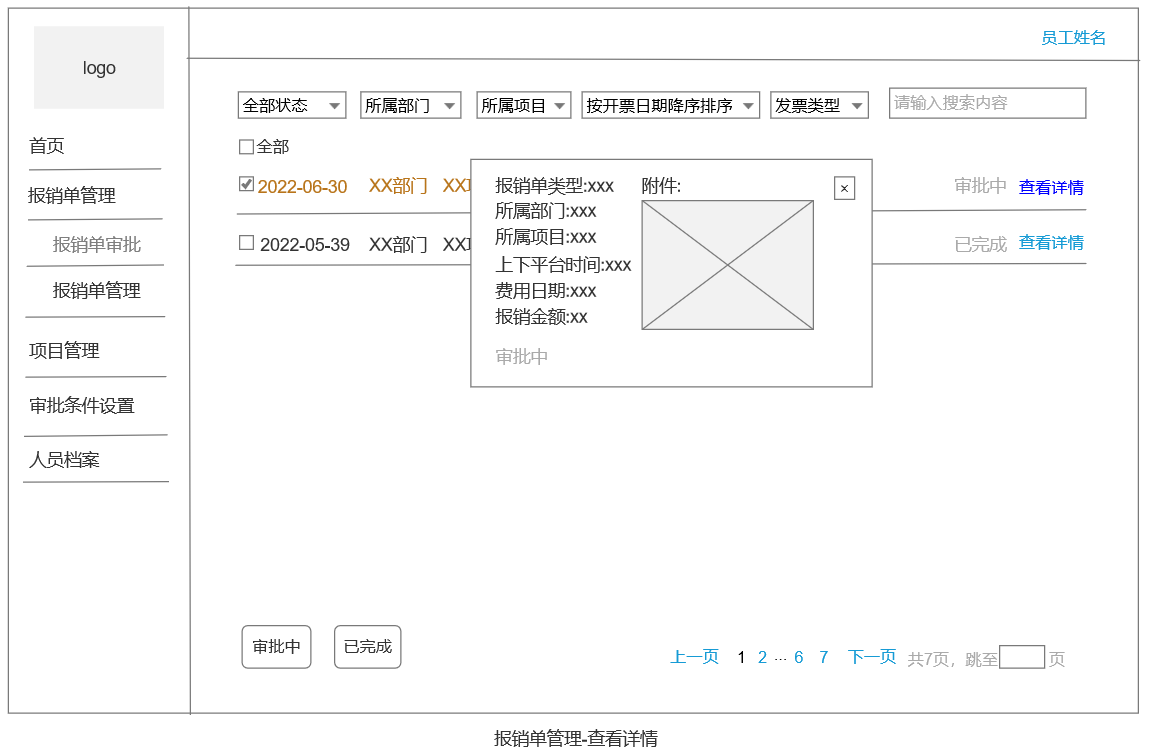 logo
员工姓名
首页
报销单管理
报销单审批
报销单管理
项目管理
审批条件设置
人员档案
全部状态 所属部门 所属项目 按开票日期降序排序 发票类型 请输入搜索内容
全部
2022-06-30 XX部门 XX 审批中 查看详情
2022-05-39 XX部门 XX 已完成 查看详情
报销单类型:xxx 附件: ×
所属部门:xxx
所属项目:xxx
上下平台时间:xxx
费用日期:xxx
报销金额:xx
审批中
审批中 已完成
上一页 1 2 ... 6 7 下一页 共7页，跳至 页
报销单管理-查看详情